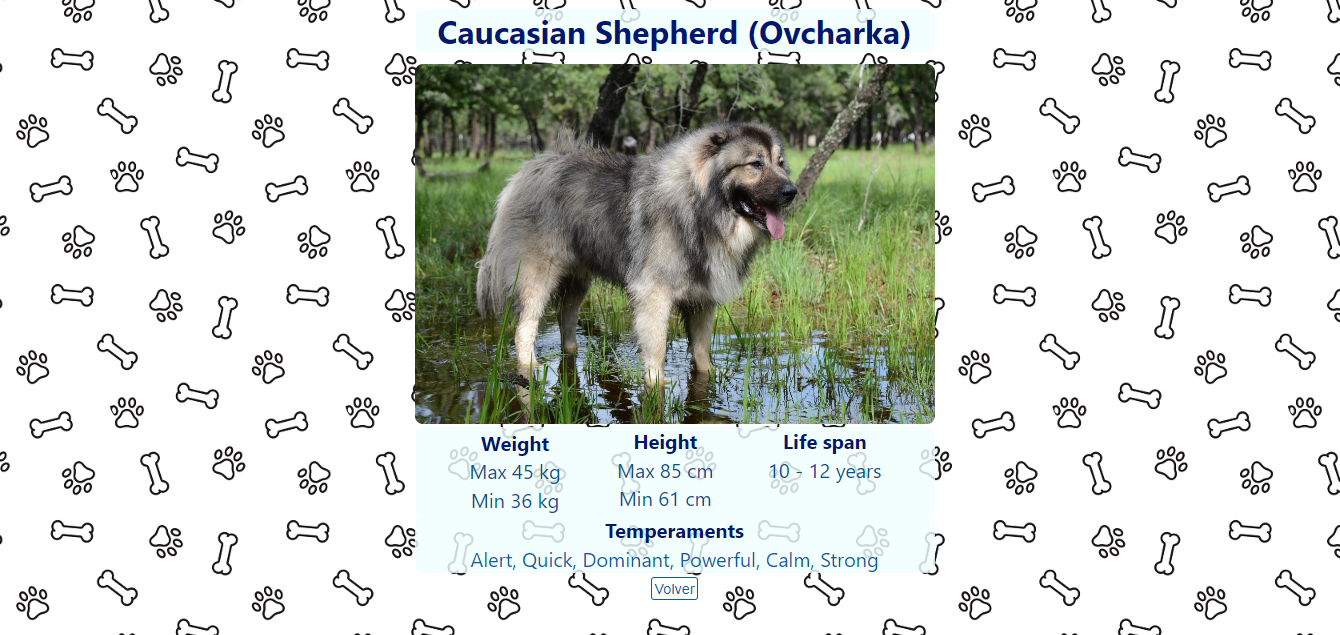 Caucasian Shepherd (Ovcharka)
Weight
Max 45 kg
Min 36 kg
Height
Max 85 cm
Min 61 cm
Life span
10 - 12 years
Temperaments
Alert, Quick, Dominant, Powerful, Calm, Strong
Volver